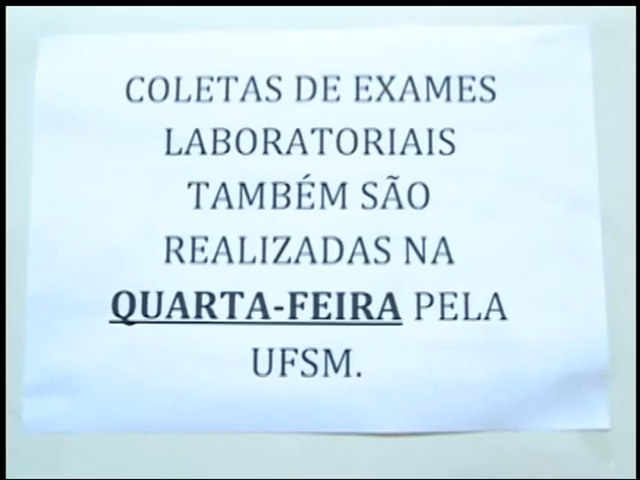 COLETAS DE EXAMES
LABORATORIAIS
TAMBÉM SÃO
REALIZADAS NA
QUARTA-FEIRA PELA
UFSM.